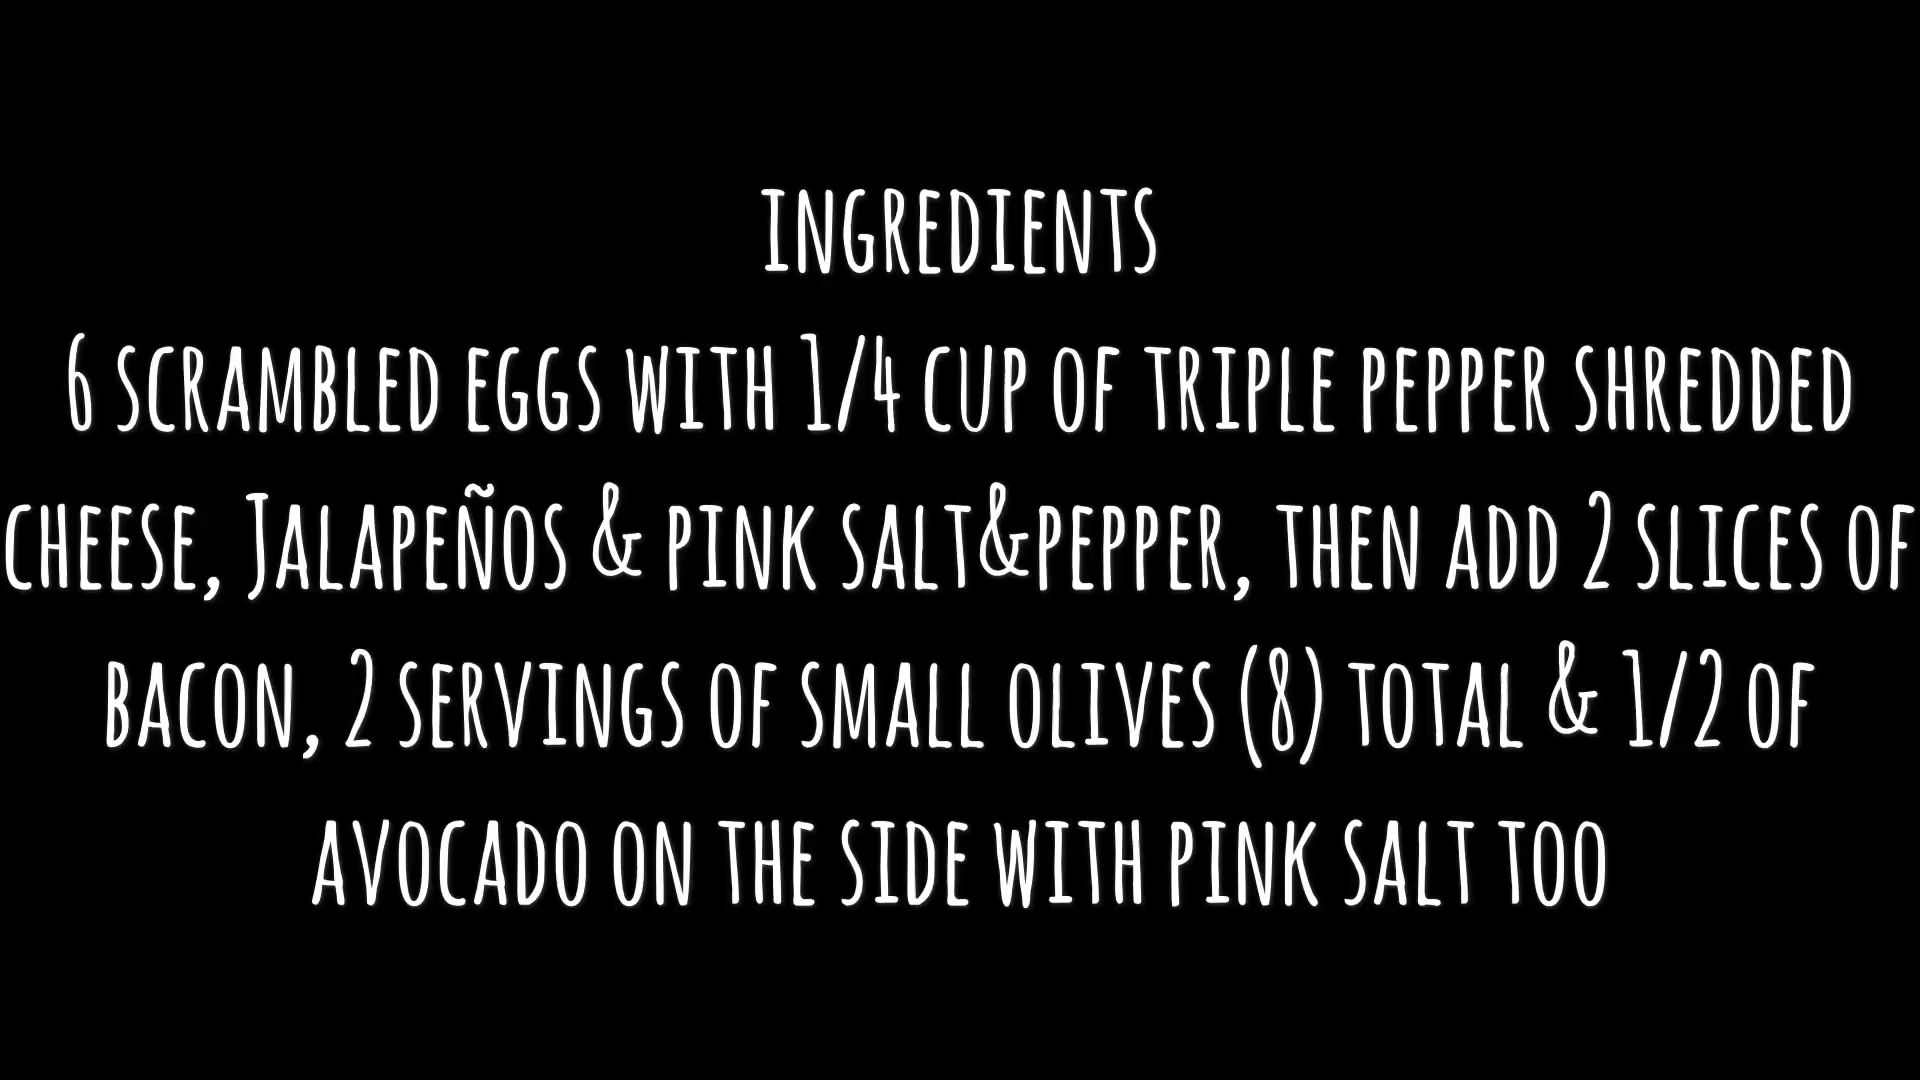 INGREDIENTS
6 SCRAMBLED EGGS WITH 1/4 CUP OF TRIPLE PEPPER SHREDDED
CHEESE, JALAPEÑOS & PINK SALT&PEPPER, THEN ADD 2 SLICES OF
BACON, 2 SERVINGS OF SMALL OLIVES (8) TOTAL & 1/2 OF
AVOCADO ON THE SIDE WITH PINK SALT TOO